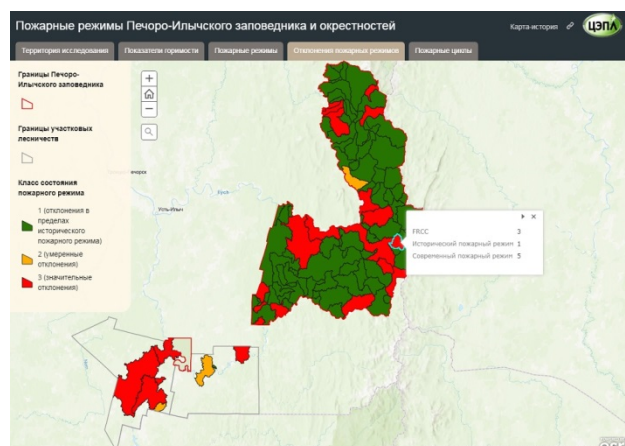 Пожарные режимы Печоро-Илычского заповедника и окрестностей
Карта-история
ЦЭПЛ
Территория исследования
Показатели горимости
Пожарные режимы
Отклонения пожарных режимов
Пожарные циклы
Границы Печоро-
Илычского заповедника
Границы участковых
лесничеств
Класс состояния
пожарного режима
1 (отклонения в
пределах
исторического
пожарного режима)
2 (умеренные
отклонения)
3 (значительные
отклонения)
FRCC 3
Исторический пожарный режим 1
Современный пожарный режим 5